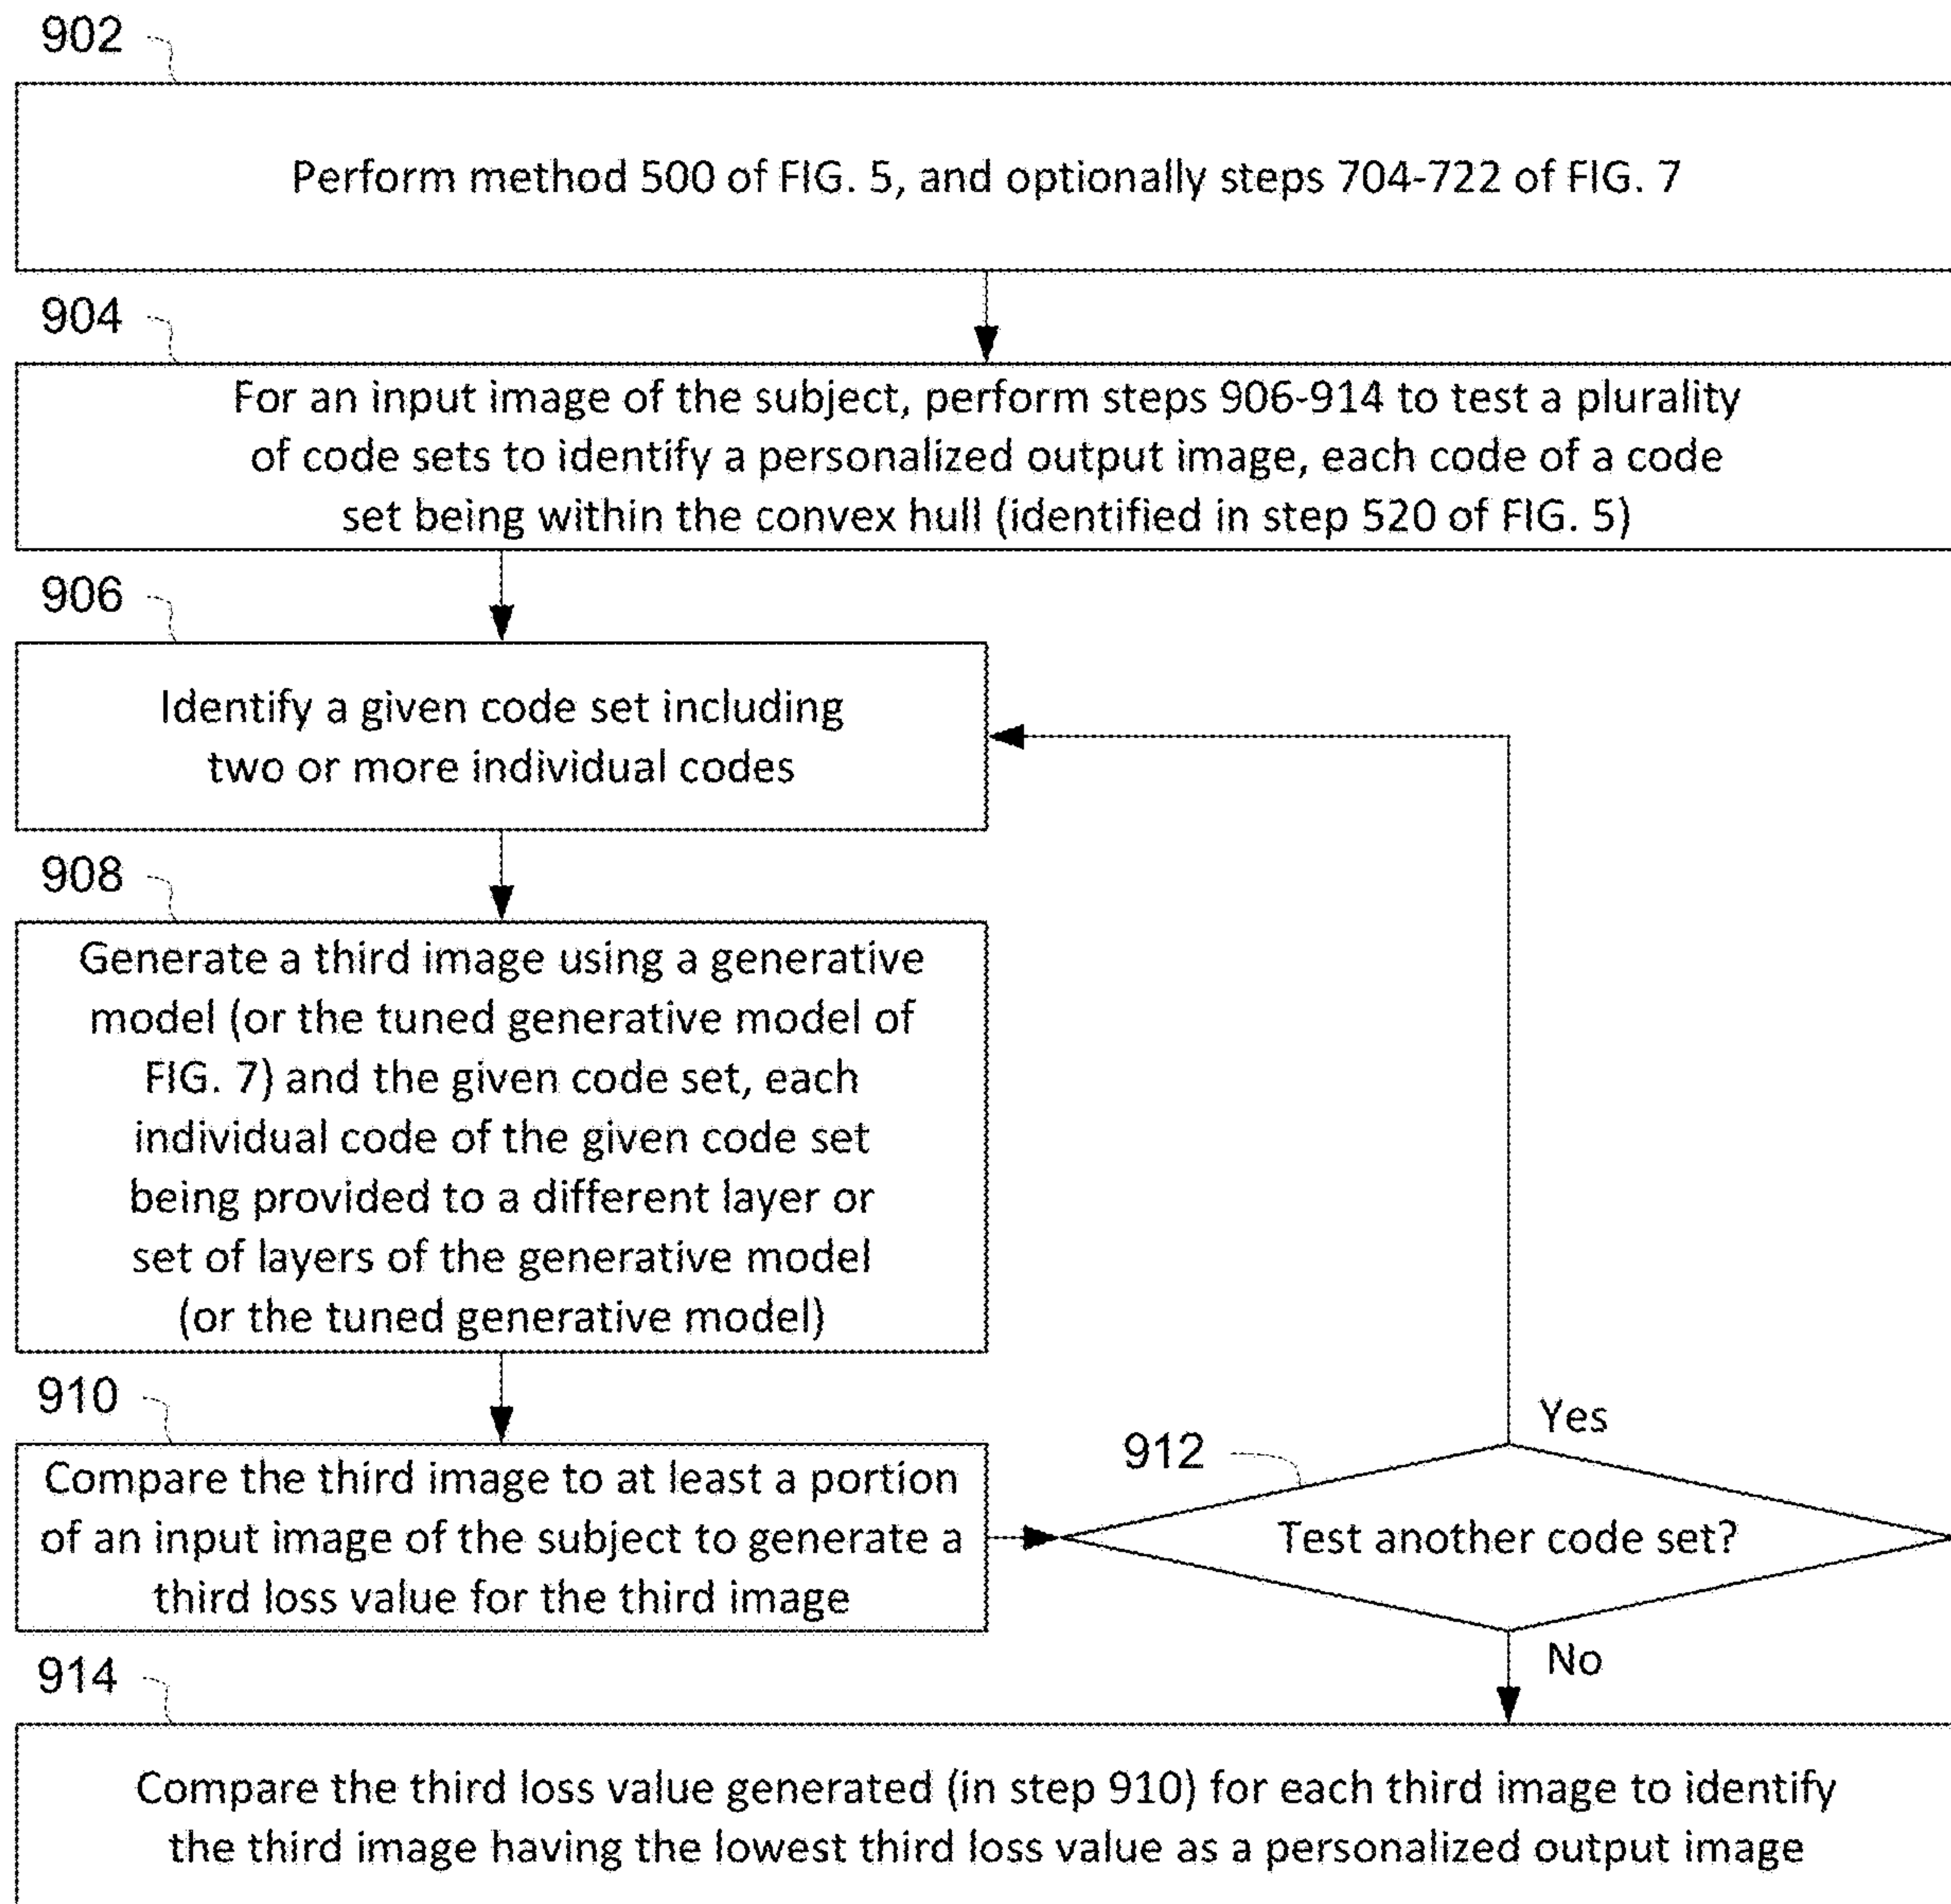 902
Perform method 500 of FIG. 5, and optionally steps 704-722 of FIG. 7
904
For an input image of the subject, perform steps 906-914 to test a plurality
of code sets to identify a personalized output image, each code of a code
set being within the convex hull (identified in step 520 of FIG. 5)
906
Identify a given code set including
two or more individual codes
908
Generate a third image using a generative
model (or the tuned generative model of
FIG. 7) and the given code set, each
individual code of the given code set
being provided to a different layer or
set of layers of the generative model
(or the tuned generative model)
910
Compare the third image to at least a portion
of an input image of the subject to generate a
third loss value for the third image
912
Yes
Test another code set?
No
914
Compare the third loss value generated (in step 910) for each third image to identify
the third image having the lowest third loss value as a personalized output image